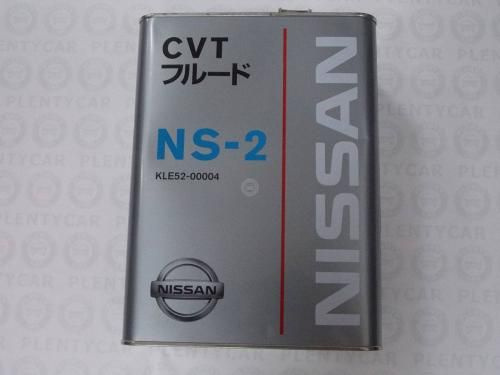 CVT
フルード
NS-2
KLE52-00004
NISSAN
NISSAN
PLENTYCAR